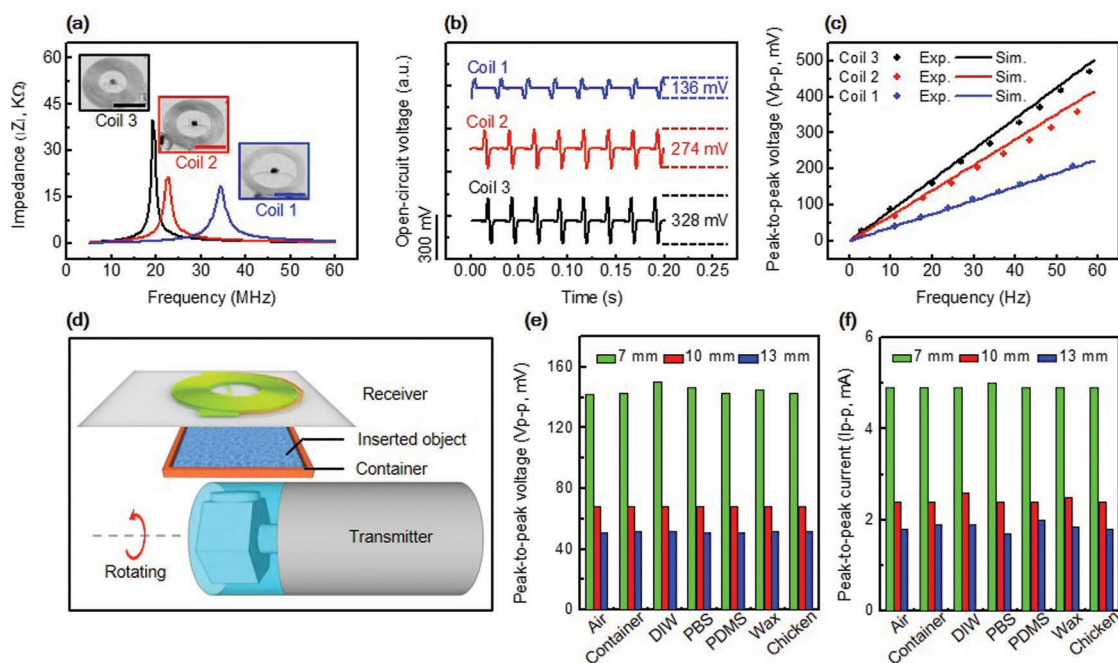 (a)
Impedance (|Z|, KΩ)
60
45
30
15
0
Coil 3
Coil 2
Coil 1
0 10 20 30 40 50 60
Frequency (MHz)
(b)
Open-circuit voltage (a.u.)
300 mV
Coil 1
136 mV
Coil 2
274 mV
Coil 3
328 mV
0.00 0.05 0.10 0.15 0.20 0.25
Time (s)
(c)
Peak-to-peak voltage (Vp-p, mV)
500
400
300
200
100
0
Coil 3 Exp. Sim.
Coil 2 Exp. Sim.
Coil 1 Exp. Sim.
0 10 20 30 40 50 60
Frequency (Hz)
(d)
Receiver
Inserted object
Container
Transmitter
Rotating
(e)
Peak-to-peak voltage (Vp-p, mV)
160
120
80
40
0
7 mm 10 mm 13 mm
Air Container DIW PBS PDMS Wax Chicken
(f)
Peak-to-peak current (Ip-p, mA)
6
4
2
0
7 mm 10 mm 13 mm
Air Container DIW PBS PDMS Wax Chicken